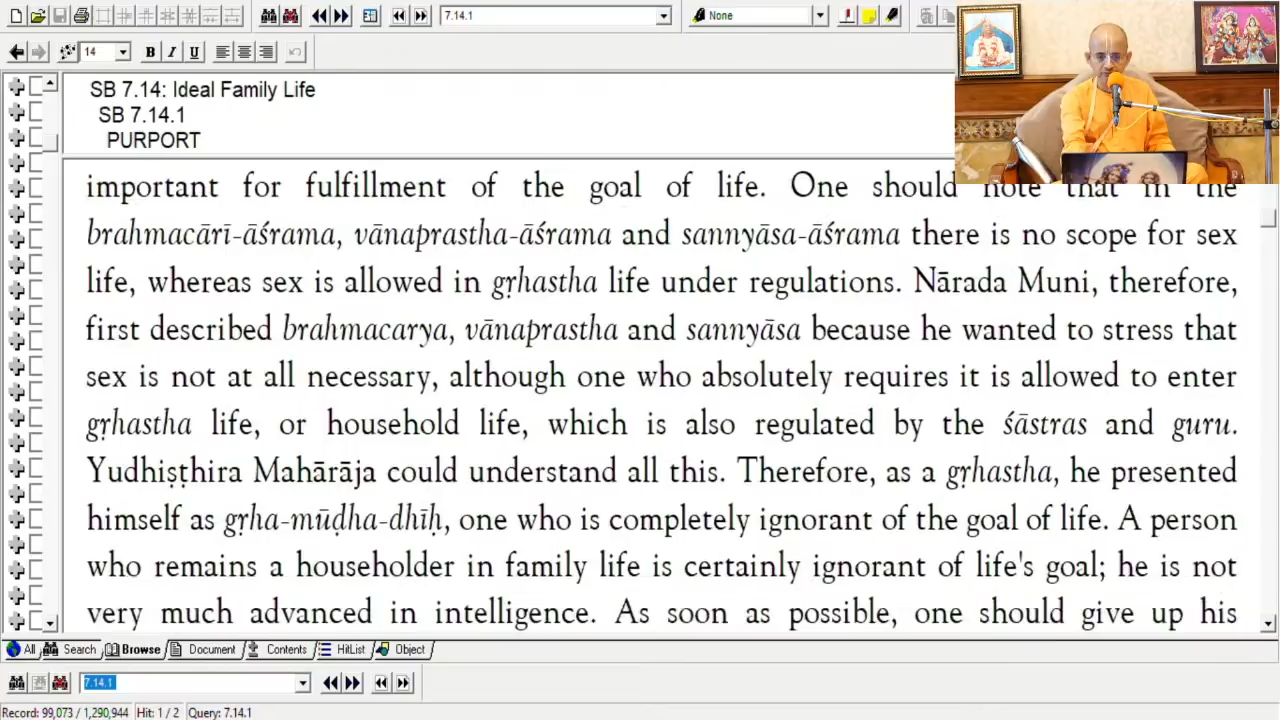 7.14.1
None
14
B I U
SB 7.14: Ideal Family Life
SB 7.14.1
PURPORT
important for fulfillment of the goal of life. One should note that in the
brahmacārī-āśrama, vānaprastha-āśrama and sannyāsa-āśrama there is no scope for sex
life, whereas sex is allowed in gṛhastha life under regulations. Nārada Muni, therefore,
first described brahmacarya, vānaprastha and sannyāsa because he wanted to stress that
sex is not at all necessary, although one who absolutely requires it is allowed to enter
gṛhastha life, or household life, which is also regulated by the śāstras and guru.
Yudhiṣṭhira Mahārāja could understand all this. Therefore, as a gṛhastha, he presented
himself as gṛha-mūḍha-dhīḥ, one who is completely ignorant of the goal of life. A person
who remains a householder in family life is certainly ignorant of life's goal; he is not
very much advanced in intelligence. As soon as possible, one should give up his
All Search Browse Document Contents HitList Object
7.14.1
Record: 99,073 / 1,290,944 Hit: 1 / 2 Query: 7.14.1